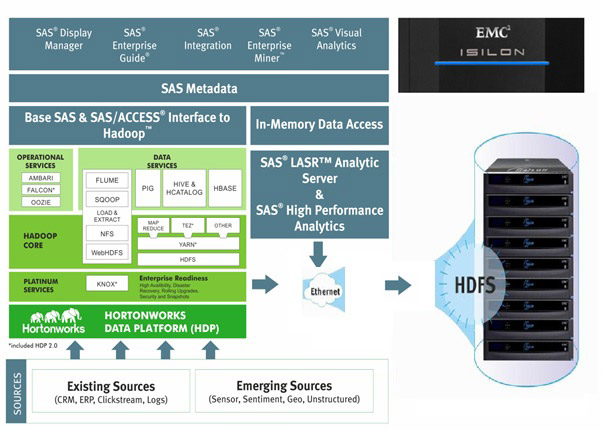 SAS® Display Manager
SAS® Enterprise Guide®
SAS® Integration
SAS® Enterprise Miner™
SAS® Visual Analytics
EMC²
ISILON
SAS Metadata
Base SAS & SAS/ACCESS® Interface to Hadoop™
In-Memory Data Access
OPERATIONAL SERVICES
AMBARI
FALCON*
OOZIE
DATA SERVICES
FLUME
SQOOP
LOAD & EXTRACT
NFS
WebHDFS
PIG
HIVE & HCATALOG
HBASE
HADOOP CORE
MAP REDUCE
TEZ*
OTHER
YARN*
HDFS
SAS® LASR™ Analytic Server
&
SAS® High Performance Analytics
PLATINUM SERVICES
KNOX*
Enterprise Readiness
High Availability, Disaster
Recovery, Rolling Upgrades,
Security and Snapshots
Ethernet
HDFS
Hortonworks
HORTONWORKS
DATA PLATFORM (HDP)
*included HDP 2.0
SOURCES
Existing Sources
(CRM, ERP, Clickstream, Logs)
Emerging Sources
(Sensor, Sentiment, Geo, Unstructured)